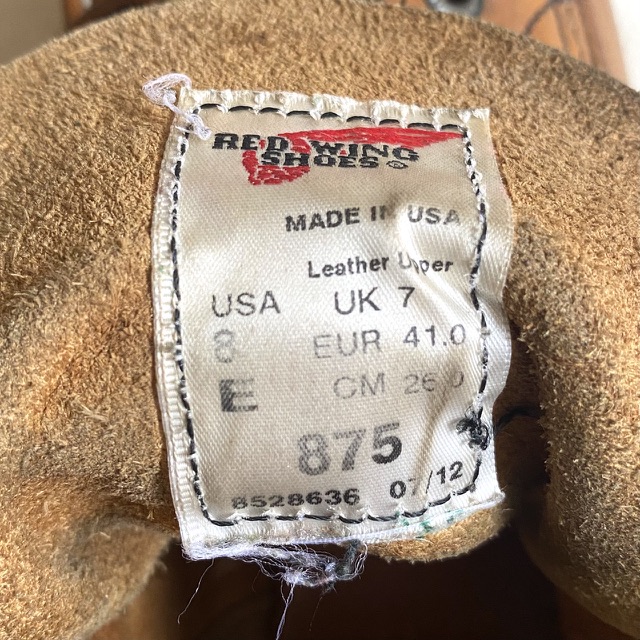 RED WING
SHOES ®
MADE IN USA
Leather Upper
USA UK 7
8 EUR 41.0
E CM 26.0
875
8528636 07/12